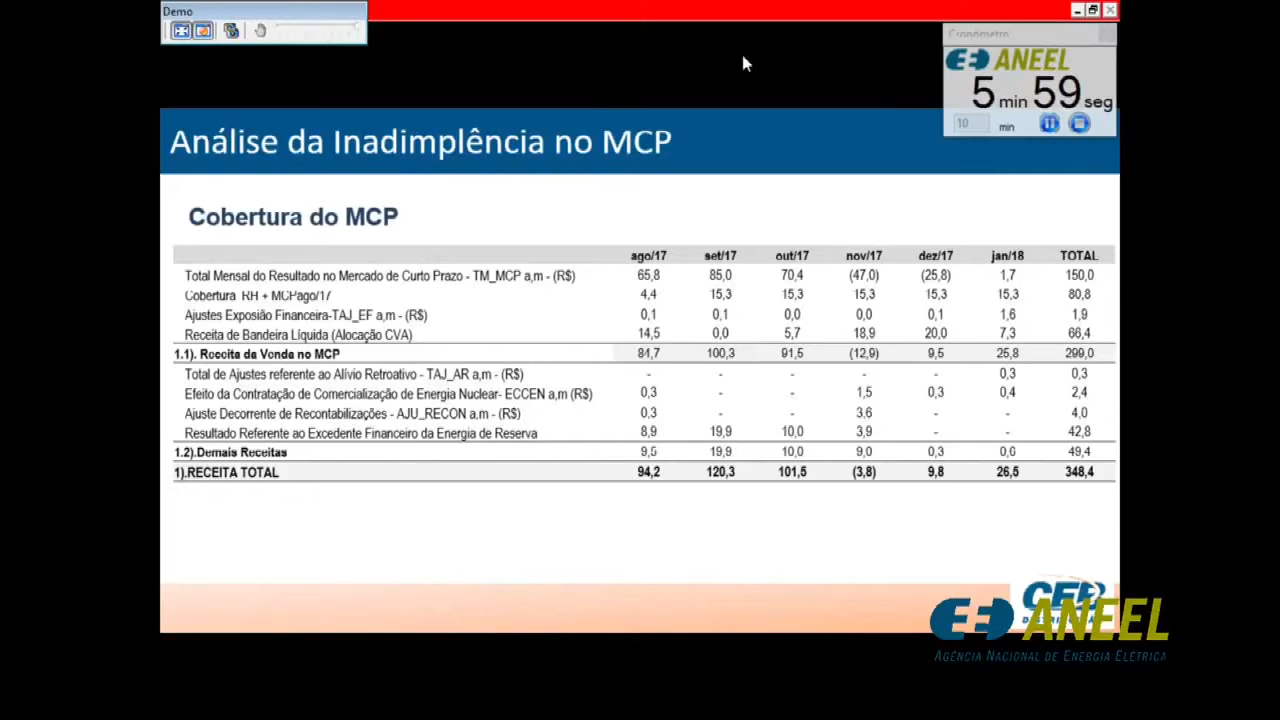 Demo
Cronómetro
ANEEL
5 min 59 seg
10 min
Análise da Inadimplência no MCP
Cobertura do MCP
ago/17 set/17 out/17 nov/17 dez/17 jan/18 TOTAL
Total Mensal do Resultado no Mercado de Curto Prazo - TM_MCP a,m - (R$) 65,8 85,0 70,4 (47,0) (25,8) 1,7 150,0
Cobertura RH + MCPago/17 4,4 15,3 15,3 15,3 15,3 15,3 80,8
Ajustes Exposião Financeira-TAJ_EF a,m - (R$) 0,1 0,1 0,0 0,0 0,1 1,6 1,9
Receita de Bandeira Líquida (Alocação CVA) 14,5 0,0 5,7 18,9 20,0 7,3 66,4
1.1). Receita da Venda no MCP 84,7 100,3 91,5 (12,9) 9,5 25,8 299,0
Total de Ajustes referente ao Alívio Retroativo - TAJ_AR a,m - (R$) - - - - - 0,3 0,3
Efeito da Contratação de Comercialização de Energia Nuclear- ECCEN a,m (R$) 0,3 - - 1,5 0,3 0,4 2,4
Ajuste Decorrente de Recontabilizações - AJU_RECON a,m - (R$) 0,3 - - 3,6 - - 4,0
Resultado Referente ao Excedente Financeiro da Energia de Reserva 8,9 19,9 10,0 3,9 - - 42,8
1.2).Demais Receitas 9,5 19,9 10,0 9,0 0,3 0,6 49,4
1).RECEITA TOTAL 94,2 120,3 101,5 (3,8) 9,8 26,5 348,4
CEB
ANEEL
AGÊNCIA NACIONAL DE ENERGIA ELÉTRICA